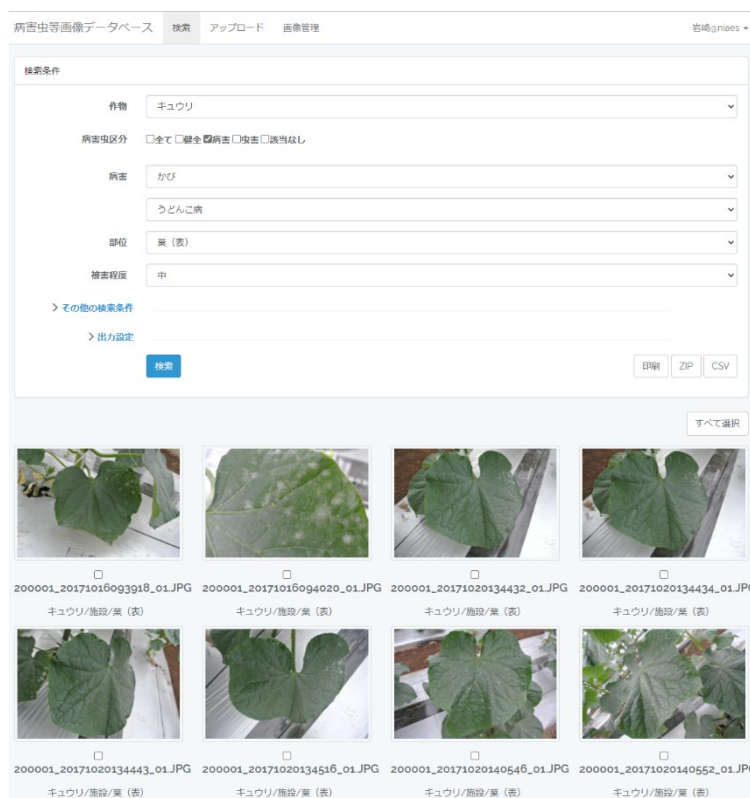 病害虫等画像データベース 検索 アップロード 画像管理 岩崎@niaes
検索条件
作物 キュウリ
病害虫区分 全て 健全 病害 虫害 該当なし
病害 かび
うどんこ病
部位 葉（表）
被害程度 中
その他の検索条件
出力設定
検索 印刷 ZIP CSV
すべて選択
200001_20171016093918_01.JPG 200001_20171016094020_01.JPG 200001_20171020134432_01.JPG 200001_20171020134434_01.JP
キュウリ/施設/葉（表） キュウリ/施設/葉（表） キュウリ/施設/葉（表） キュウリ/施設/葉（表）
200001_20171020134443_01.JPG 200001_20171020134516_01.JPG 200001_20171020140546_01.JPG 200001_20171020140552_01.JP
キュウリ/施設/葉（表） キュウリ/施設/葉（表） キュウリ/施設/葉（表） キュウリ/施設/葉（表）